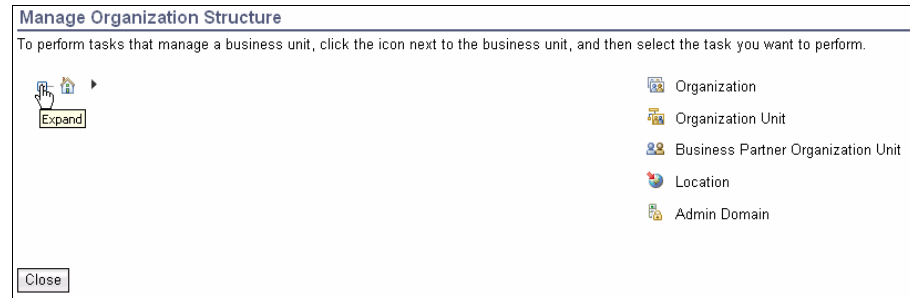 Manage Organization Structure
To perform tasks that manage a business unit, click the icon next to the business unit, and then select the task you want to perform.
Expand
Organization
Organization Unit
Business Partner Organization Unit
Location
Admin Domain
Close